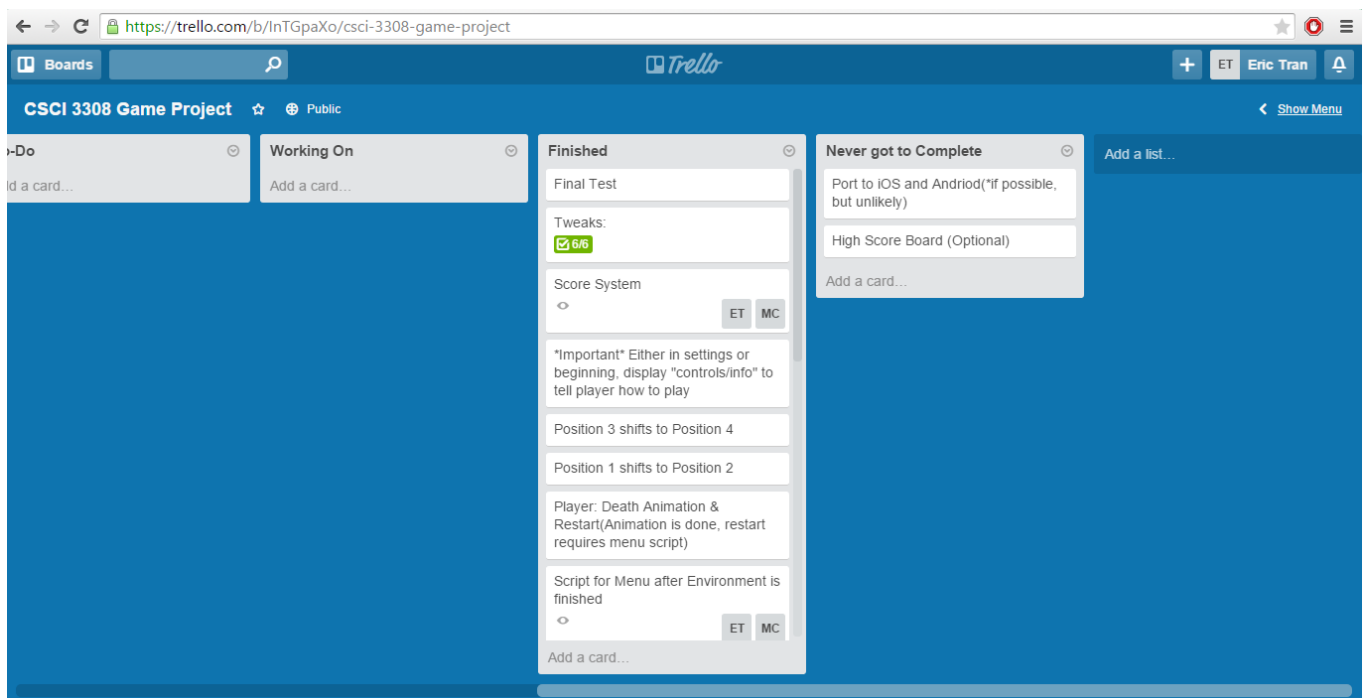 https://trello.com/b/InTGpaXo/csci-3308-game-project
Boards
Trello
+
ET Eric Tran
CSCI 3308 Game Project
Public
Show Menu
o-Do
dd a card...
Working On
Add a card...
Finished
Final Test
Tweaks:
6/6
Score System
ET MC
*Important* Either in settings or
beginning, display "controls/info" to
tell player how to play
Position 3 shifts to Position 4
Position 1 shifts to Position 2
Player: Death Animation &
Restart(Animation is done, restart
requires menu script)
Script for Menu after Environment is
finished
ET MC
Add a card...
Never got to Complete
Port to iOS and Andriod(*if possible,
but unlikely)
High Score Board (Optional)
Add a card...
Add a list...